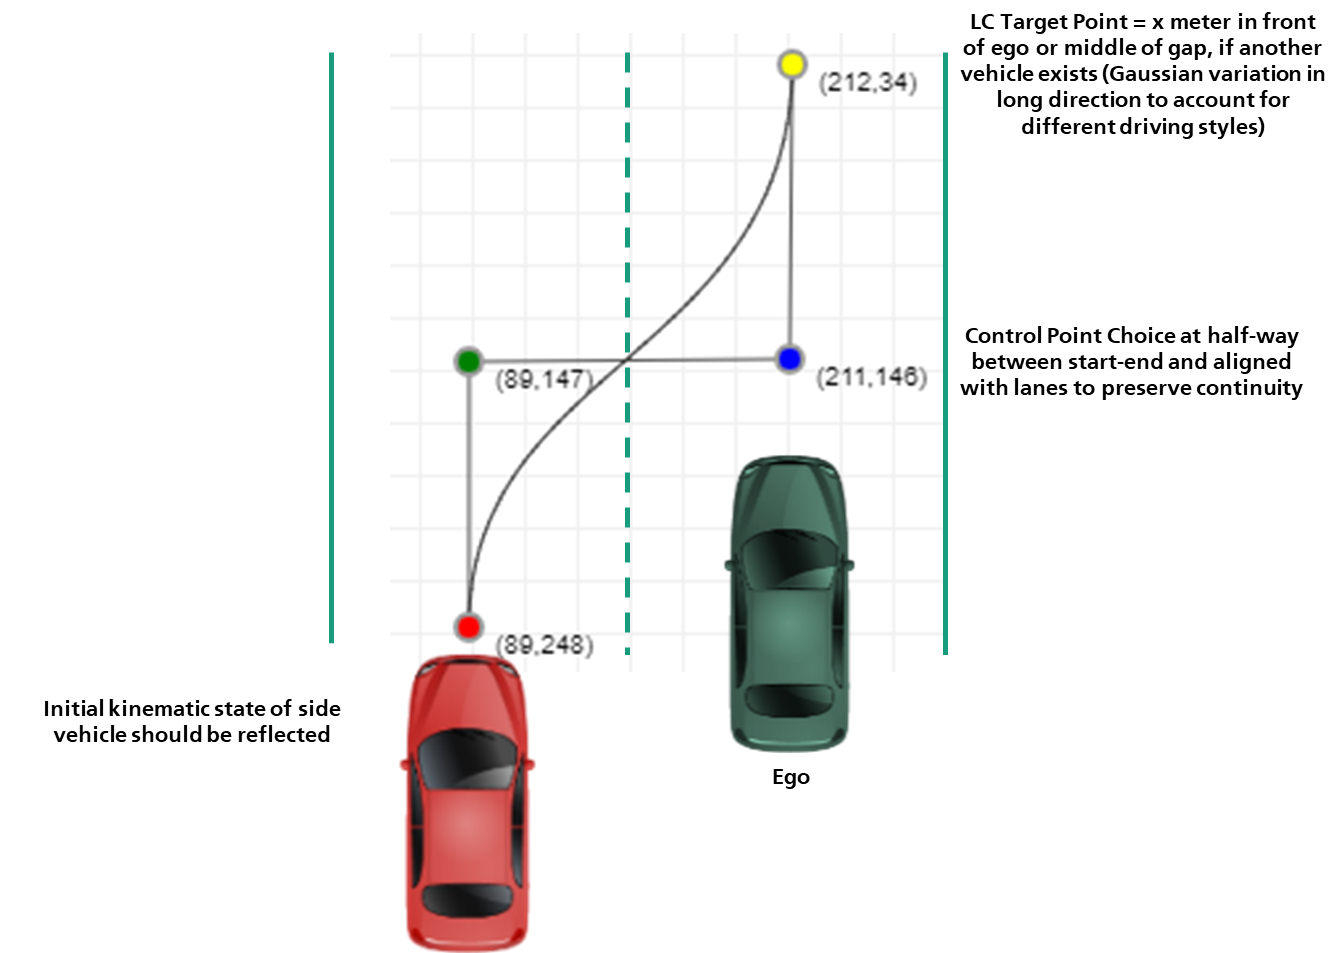 LC Target Point = x meter in front
of ego or middle of gap, if another
vehicle exists (Gaussian variation in
long direction to account for
different driving styles)
(212,34)
Control Point Choice at half-way
between start-end and aligned
with lanes to preserve continuity
(89,147)
(211,146)
(89,248)
Initial kinematic state of side
vehicle should be reflected
Ego